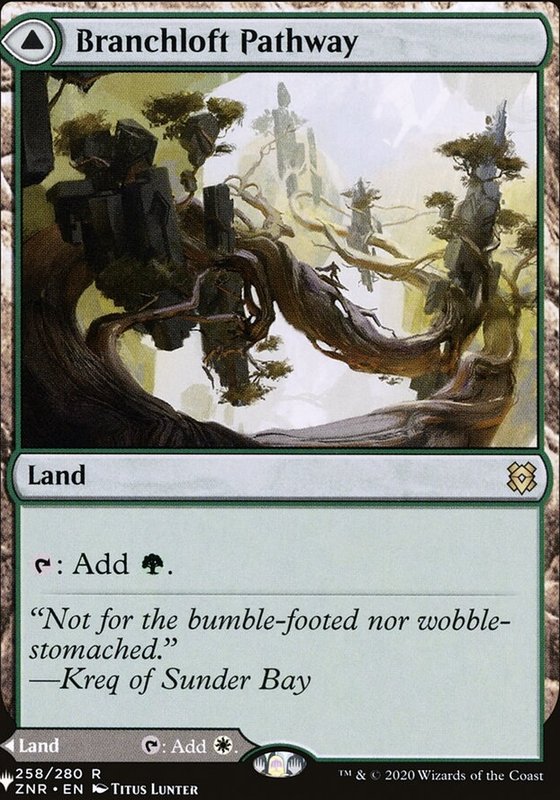 Branchloft Pathway
Land
: Add .
“Not for the bumble-footed nor wobble-
stomached.”
—Kreq of Sunder Bay
Land : Add .
258/280 R
ZNR • EN Titus Lunter
™ & © 2020 Wizards of the Coast